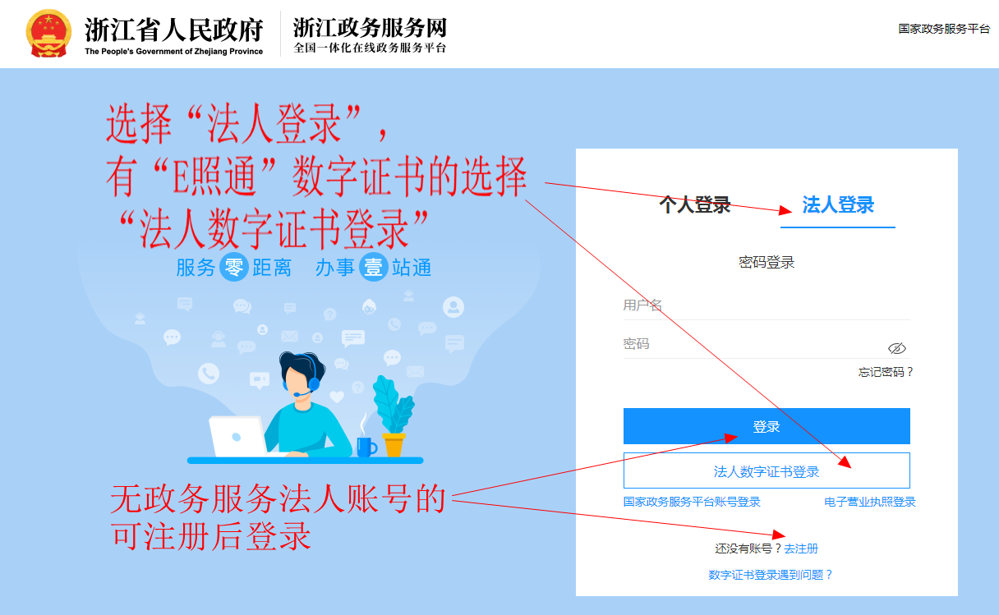 浙江省人民政府
The People's Government of Zhejiang Province
浙江政务服务网
全国一体化在线政务服务平台
国家政务服务平台
选择“法人登录”，
有“E照通”数字证书的选择
“法人数字证书登录”
服务零距离 办事壹站通
无政务服务法人账号的
可注册后登录
个人登录 法人登录
密码登录
用户名
密码
忘记密码？
登录
法人数字证书登录
国家政务服务平台账号登录 电子营业执照登录
还没有账号？去注册
数字证书登录遇到问题？